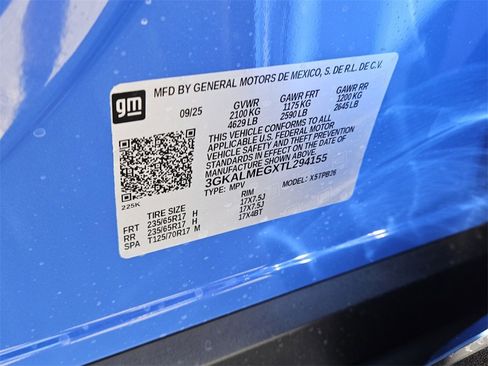 MFD BY GENERAL MOTORS DE MEXICO, S. DE R.L. DE C.V.
gm
09/25 GVWR GAWR FRT GAWR RR
2100 KG 1175 KG 1200 KG
4629 LB 2590 LB 2645 LB
THIS VEHICLE CONFORMS TO ALL
APPLICABLE U.S. FEDERAL MOTOR
VEHICLE SAFETY AND THEFT PREVENTION
STANDARDS IN EFFECT ON THE DATE OF
MANUFACTURE SHOWN ABOVE.
3GKALMEGXTL294155
TYPE: MPV MODEL: X5TPB26
225K
TIRE SIZE RIM
FRT 235/65R17 H 17X7.5J
RR 235/65R17 H 17X7.5J
SPA T125/70R17 M 17X4BT